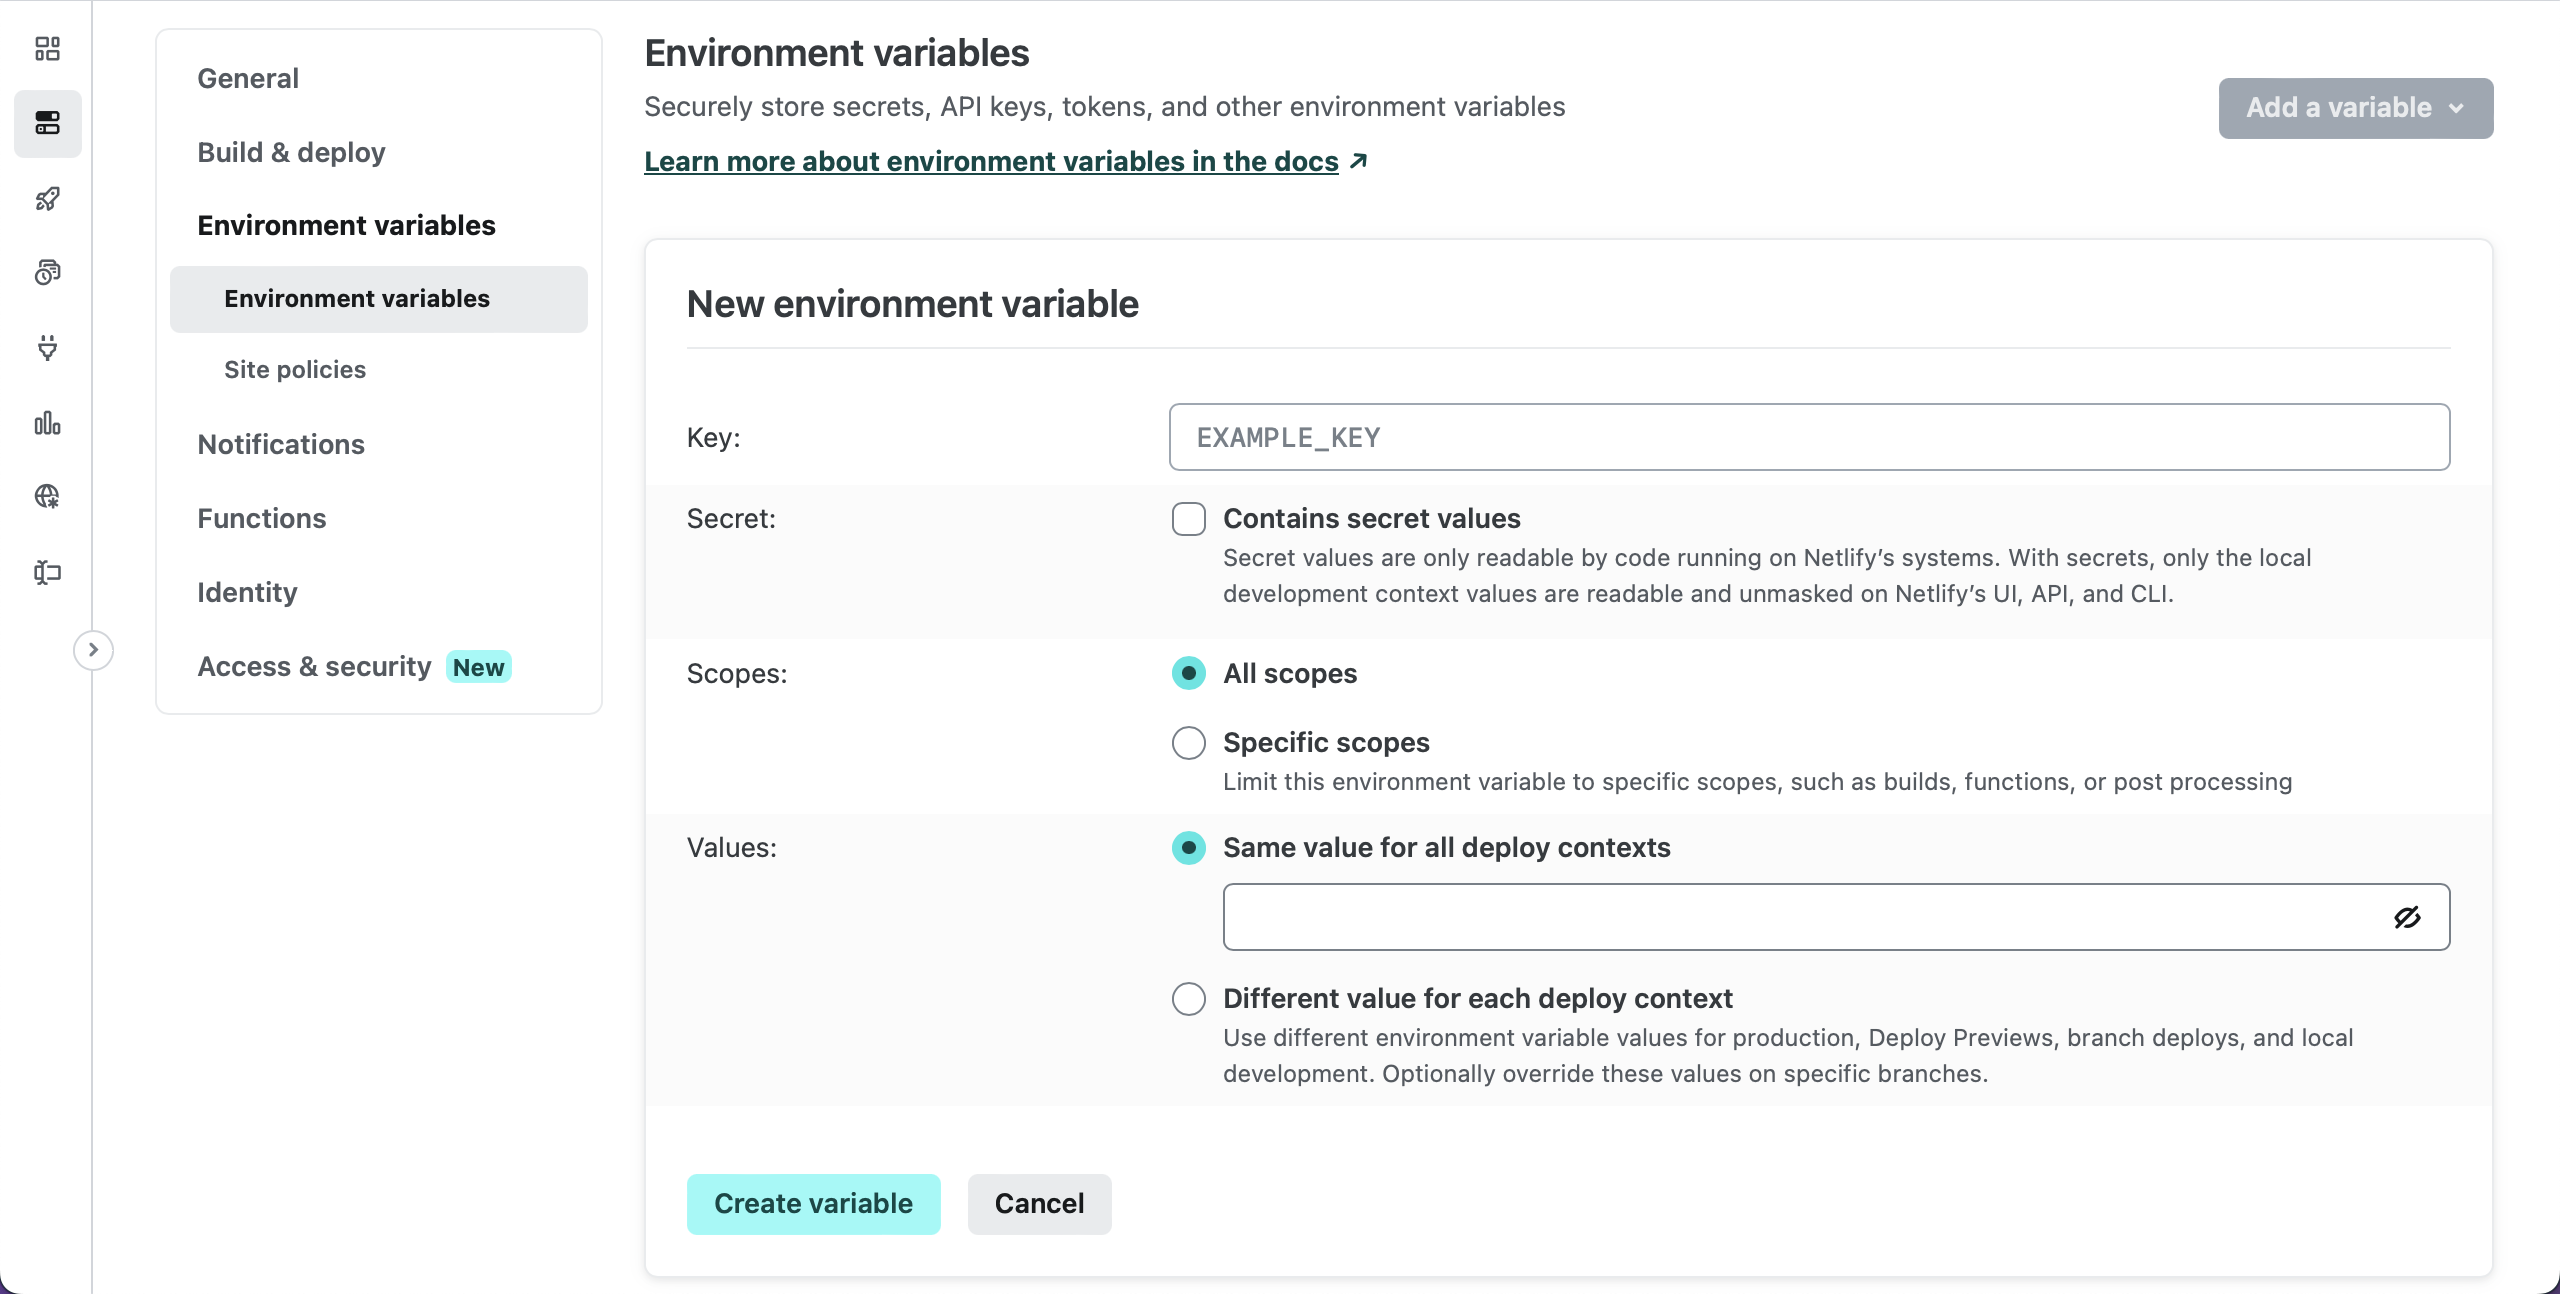 General
Build & deploy
Environment variables
Environment variables
Site policies
Notifications
Functions
Identity
Access & security New
Environment variables
Securely store secrets, API keys, tokens, and other environment variables
Learn more about environment variables in the docs ↗
Add a variable
New environment variable
Key:
EXAMPLE_KEY
Secret:
Contains secret values
Secret values are only readable by code running on Netlify’s systems. With secrets, only the local
development context values are readable and unmasked on Netlify’s UI, API, and CLI.
Scopes:
All scopes
Specific scopes
Limit this environment variable to specific scopes, such as builds, functions, or post processing
Values:
Same value for all deploy contexts
Different value for each deploy context
Use different environment variable values for production, Deploy Previews, branch deploys, and local
development. Optionally override these values on specific branches.
Create variable
Cancel